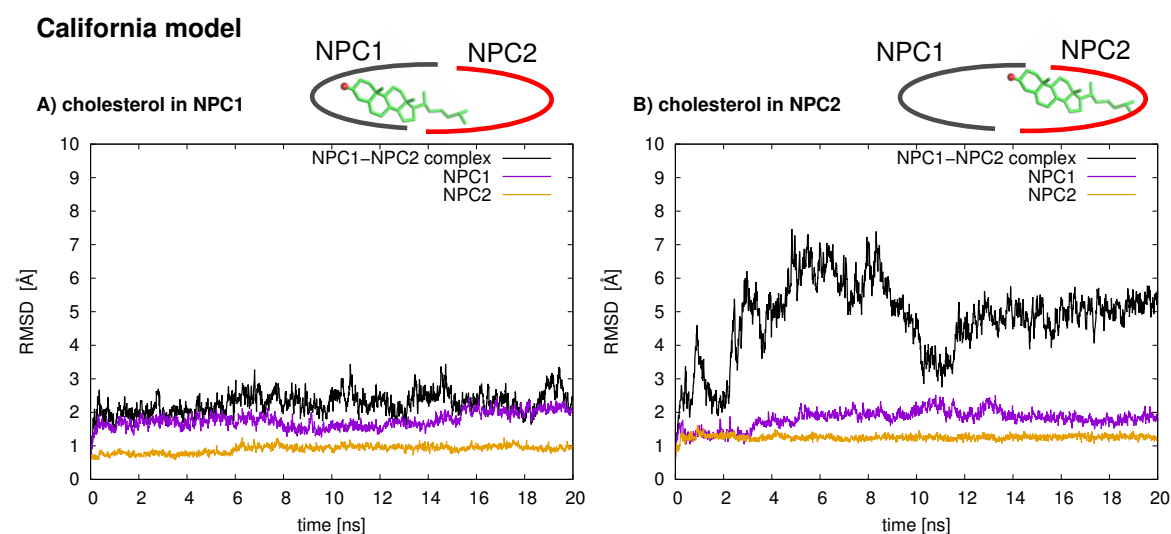 California model
NPC1 NPC2
A) cholesterol in NPC1
NPC1−NPC2 complex
NPC1
NPC2
10
9
8
7
6
5
4
3
2
1
0
RMSD [Å]
0 2 4 6 8 10 12 14 16 18 20
time [ns]
NPC1 NPC2
B) cholesterol in NPC2
NPC1−NPC2 complex
NPC1
NPC2
10
9
8
7
6
5
4
3
2
1
0
RMSD [Å]
0 2 4 6 8 10 12 14 16 18 20
time [ns]